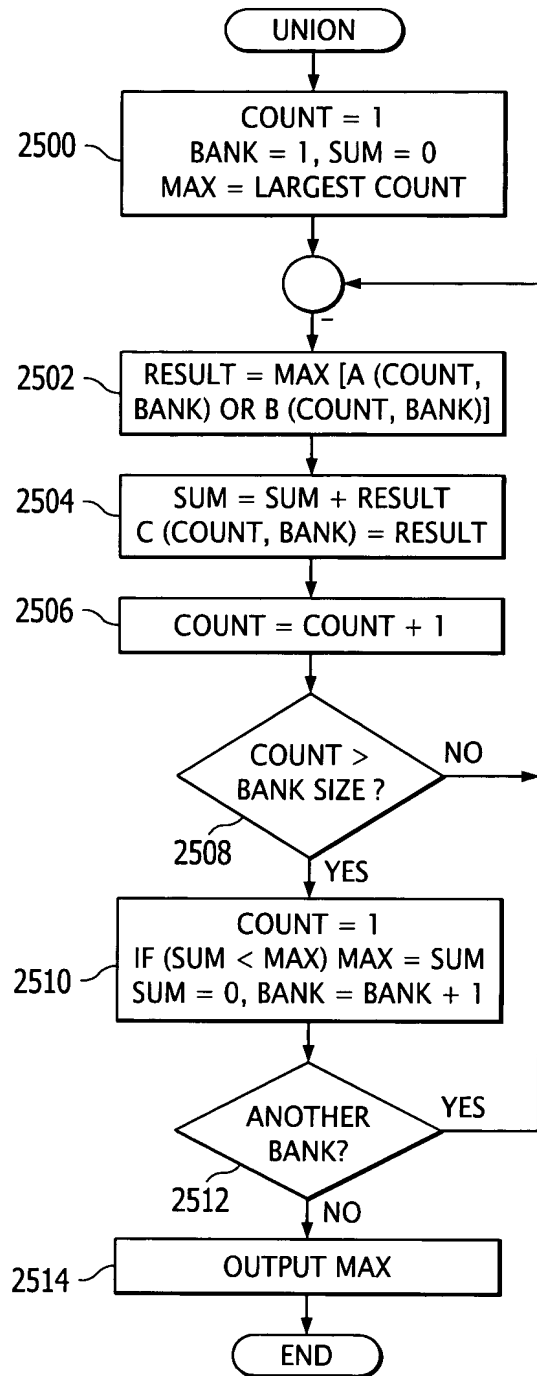 UNION
2500
COUNT = 1
BANK = 1, SUM = 0
MAX = LARGEST COUNT
–
2502
RESULT = MAX [A (COUNT,
BANK) OR B (COUNT, BANK)]
2504
SUM = SUM + RESULT
C (COUNT, BANK) = RESULT
2506
COUNT = COUNT + 1
COUNT >
BANK SIZE ?
NO
2508
YES
2510
COUNT = 1
IF (SUM < MAX) MAX = SUM
SUM = 0, BANK = BANK + 1
ANOTHER
BANK?
YES
2512
NO
2514
OUTPUT MAX
END